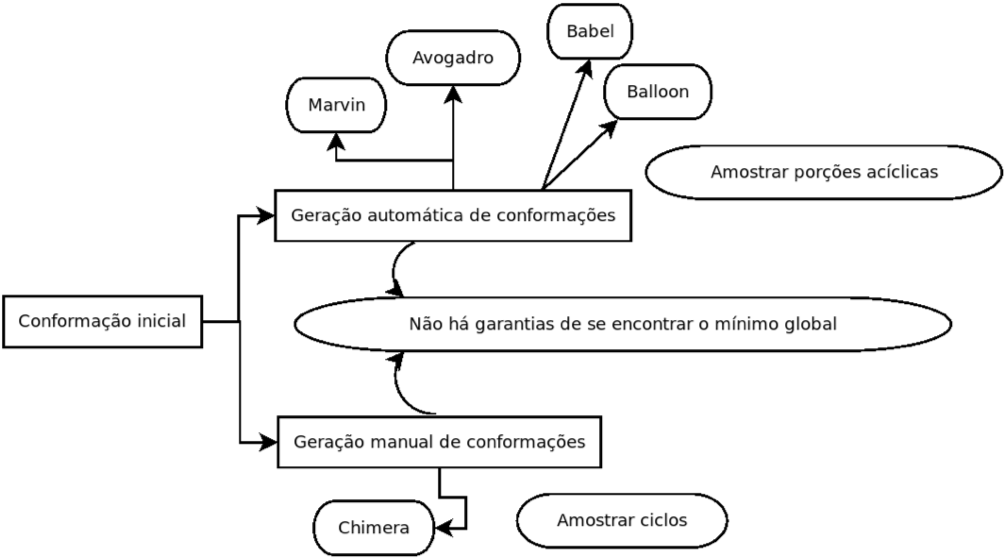 Babel
Avogadro
Balloon
Marvin
Amostrar porções acíclicas
Geração automática de conformações
Conformação inicial
Não há garantias de se encontrar o mínimo global
Geração manual de conformações
Amostrar ciclos
Chimera